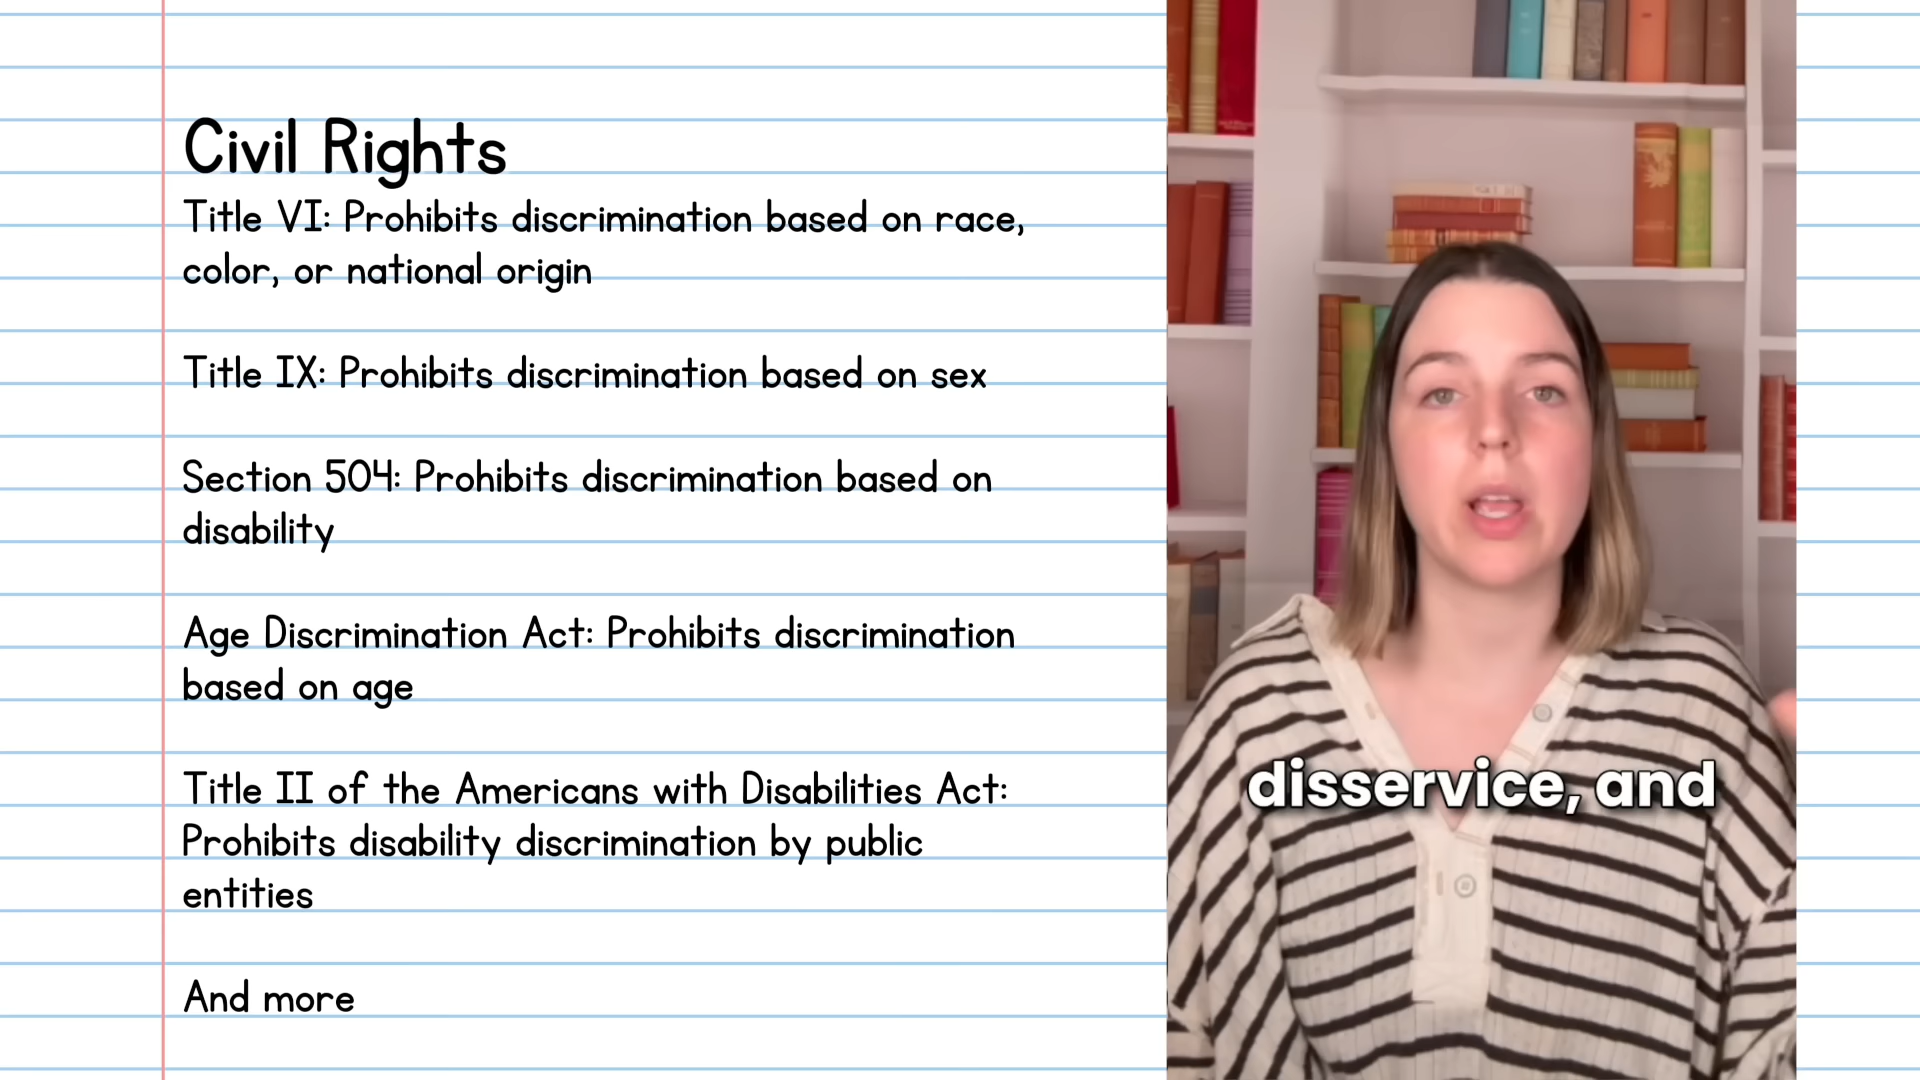 Civil Rights
Title VI: Prohibits discrimination based on race,
color, or national origin
Title IX: Prohibits discrimination based on sex
Section 504: Prohibits discrimination based on
disability
Age Discrimination Act: Prohibits discrimination
based on age
Title II of the Americans with Disabilities Act:
Prohibits disability discrimination by public
entities
And more
disservice, and